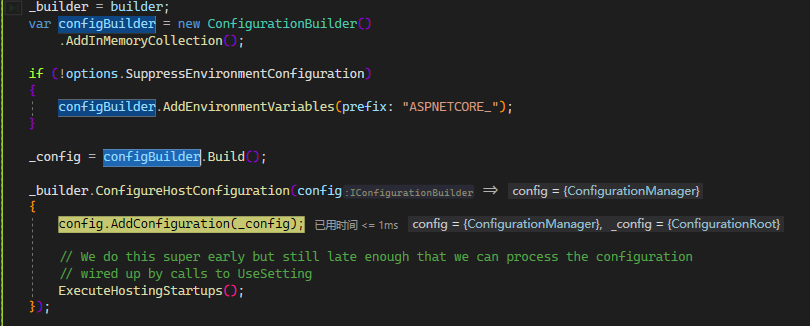 _builder = builder;
var configBuilder = new ConfigurationBuilder()
.AddInMemoryCollection();
if (!options.SuppressEnvironmentConfiguration)
{
configBuilder.AddEnvironmentVariables(prefix: "ASPNETCORE_");
}
_config = configBuilder.Build();
_builder.ConfigureHostConfiguration(config:IConfigurationBuilder => config = {ConfigurationManager}
{
config.AddConfiguration(_config); 已用时间 <= 1ms config = {ConfigurationManager}, _config = {ConfigurationRoot}
// We do this super early but still late enough that we can process the configuration
// wired up by calls to UseSetting
ExecuteHostingStartups();
});